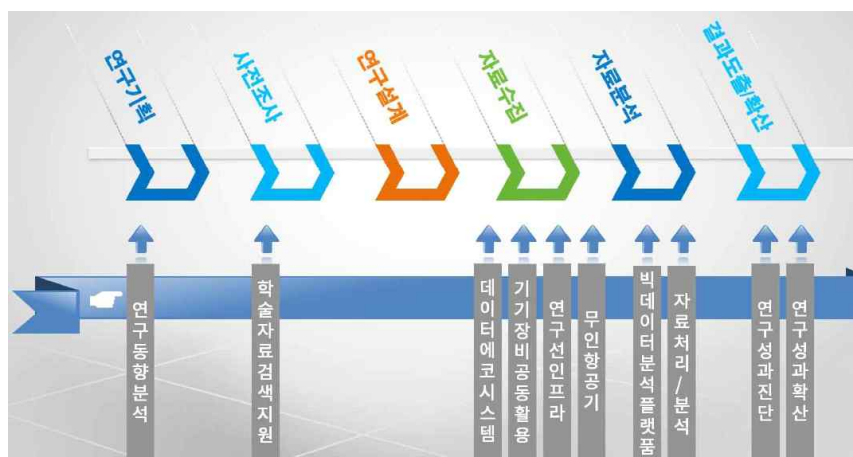 연구기획
사전조사
연구설계
자료수집
자료분석
결과도출/확산
연구동향분석
학술자료검색지원
데이터에코시스템
기기장비공동활용
연구선인프라
무인항공기
빅데이터분석플랫폼
자료처리/분석
연구성과진단
연구성과확산